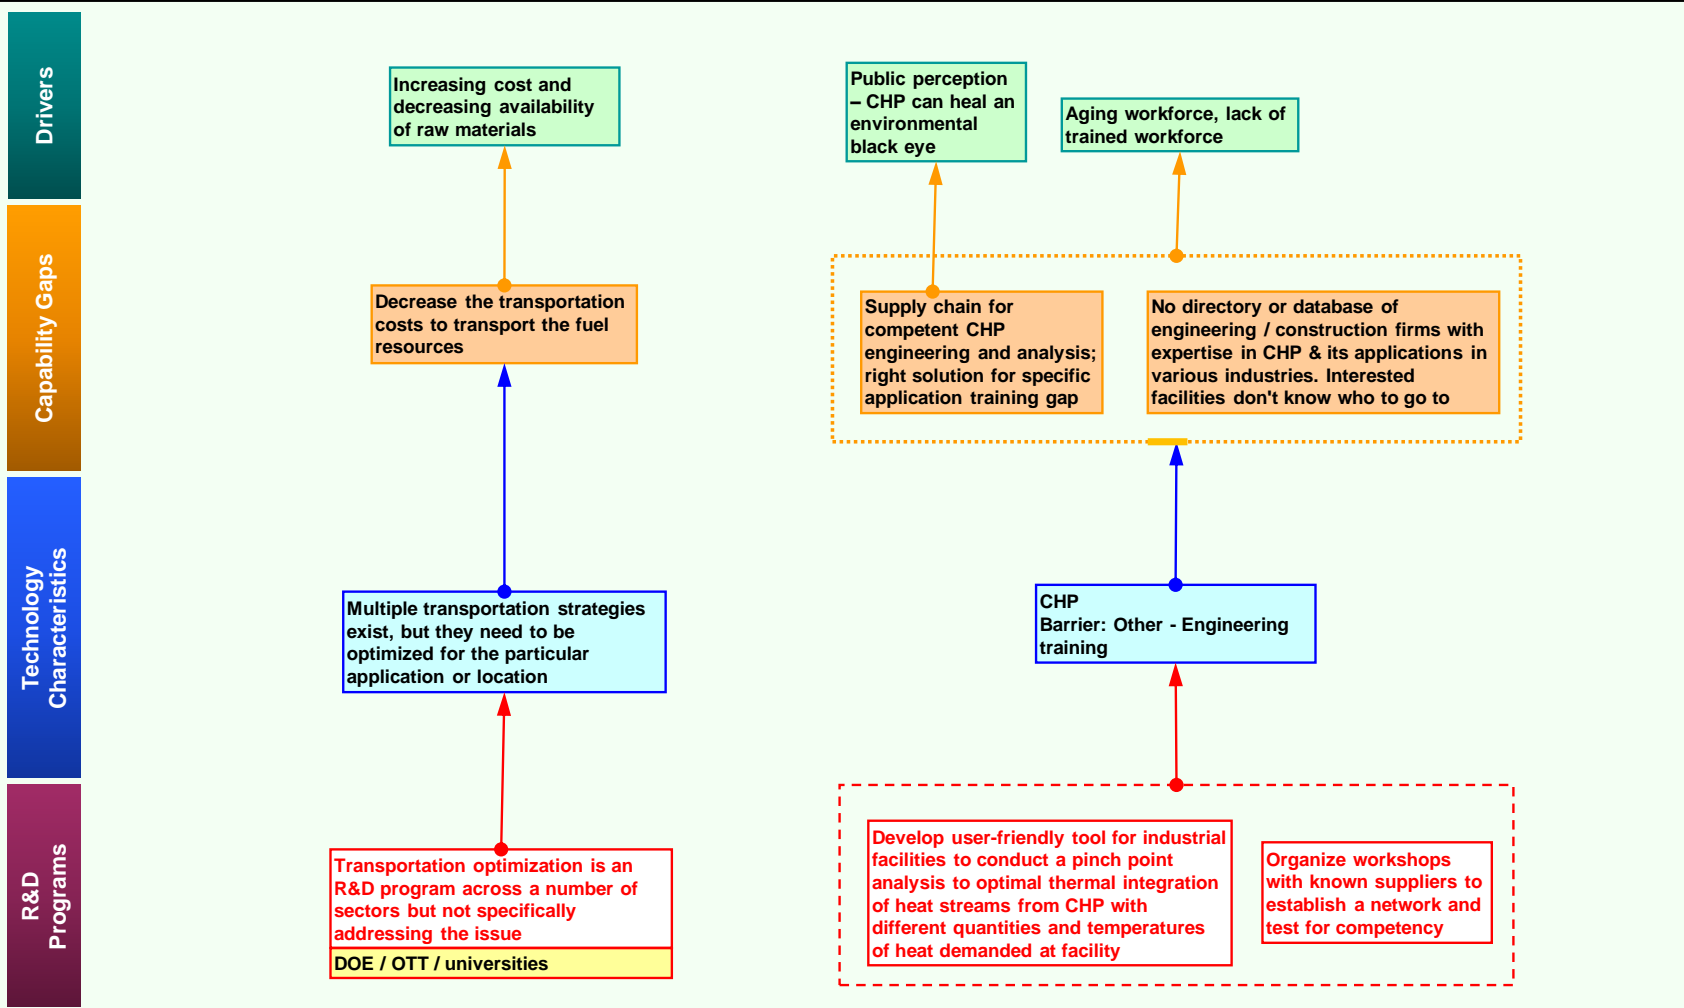 Drivers
Increasing cost and
decreasing availability
of raw materials
Public perception
– CHP can heal an
environmental
black eye
Aging workforce, lack of
trained workforce
Capability Gaps
Decrease the transportation
costs to transport the fuel
resources
Supply chain for
competent CHP
engineering and analysis;
right solution for specific
application training gap
No directory or database of
engineering / construction firms with
expertise in CHP & its applications in
various industries. Interested
facilities don't know who to go to
Technology
Characteristics
Multiple transportation strategies
exist, but they need to be
optimized for the particular
application or location
CHP
Barrier: Other - Engineering
training
R&D
Programs
Transportation optimization is an
R&D program across a number of
sectors but not specifically
addressing the issue
DOE / OTT / universities
Develop user-friendly tool for industrial
facilities to conduct a pinch point
analysis to optimal thermal integration
of heat streams from CHP with
different quantities and temperatures
of heat demanded at facility
Organize workshops
with known suppliers to
establish a network and
test for competency